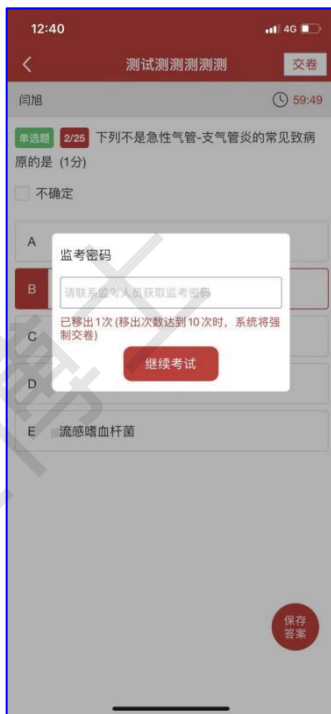 12:40
4G
测试测测测测测
交卷
闫旭
59:49
单选题 2/25 下列不是急性气管-支气管炎的常见致病
原的是 (1分)
不确定
A
监考密码
B
请联系监考人员获取监考密码
已移出1次(移出次数达到10次时，系统将强
制交卷)
C
继续考试
D
E 流感嗜血杆菌
保存
答案